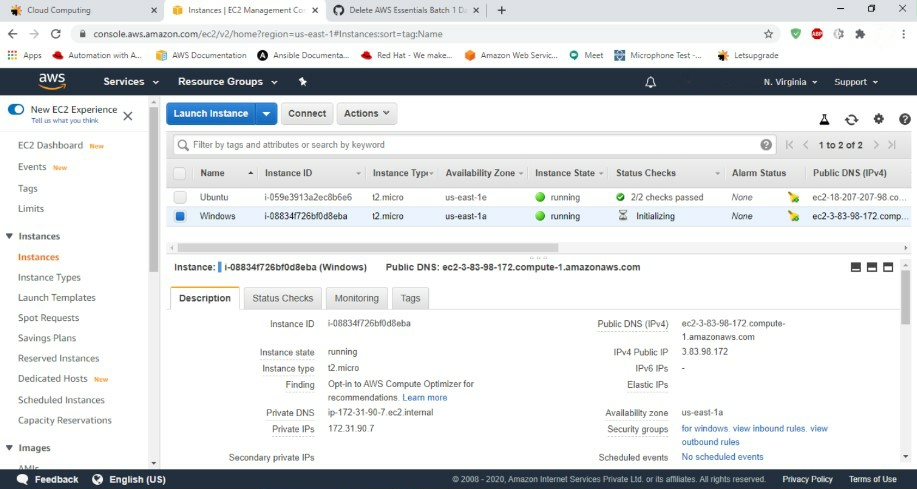 Cloud Computing
Instances | EC2 Management Con
Delete AWS Essentials Batch 1 De
console.aws.amazon.com/ec2/v2/home?region=us-east-1#Instances:sort=tag:Name
ABP
Apps Automation with A... AWS Documentation Ansible Documenta... Red Hat - We make... Amazon Web Servic... Meet Microphone Test -... Letsupgrade
aws Services Resource Groups N. Virginia Support
New EC2 Experience
Tell us what you think
EC2 Dashboard New
Events New
Tags
Limits
Instances
Instances
Instance Types
Launch Templates
Spot Requests
Savings Plans
Reserved Instances
Dedicated Hosts New
Scheduled Instances
Capacity Reservations
Images
AMIs
Launch Instance Connect Actions
Filter by tags and attributes or search by keyword 1 to 2 of 2
Name Instance ID Instance Type Availability Zone Instance State Status Checks Alarm Status Public DNS (IPv4)
Ubuntu i-059e3913a2ec8b6e6 t2.micro us-east-1e running 2/2 checks passed None ec2-18-207-207-98.co...
Windows i-08834f726bf0d8eba t2.micro us-east-1a running Initializing None ec2-3-83-98-172.comp...
Instance: i-08834f726bf0d8eba (Windows) Public DNS: ec2-3-83-98-172.compute-1.amazonaws.com
Description Status Checks Monitoring Tags
Instance ID i-08834f726bf0d8eba Public DNS (IPv4) ec2-3-83-98-172.compute-
1.amazonaws.com
Instance state running IPv4 Public IP 3.83.98.172
Instance type t2.micro IPv6 IPs -
Finding Opt-in to AWS Compute Optimizer for Elastic IPs
recommendations. Learn more
Private DNS ip-172-31-90-7.ec2.internal Availability zone us-east-1a
Private IPs 172.31.90.7 Security groups for windows. view inbound rules. view
outbound rules
Secondary private IPs Scheduled events No scheduled events
Feedback English (US) © 2008 - 2020, Amazon Internet Services Private Ltd. or its affiliates. All rights reserved. Privacy Policy Terms of Use